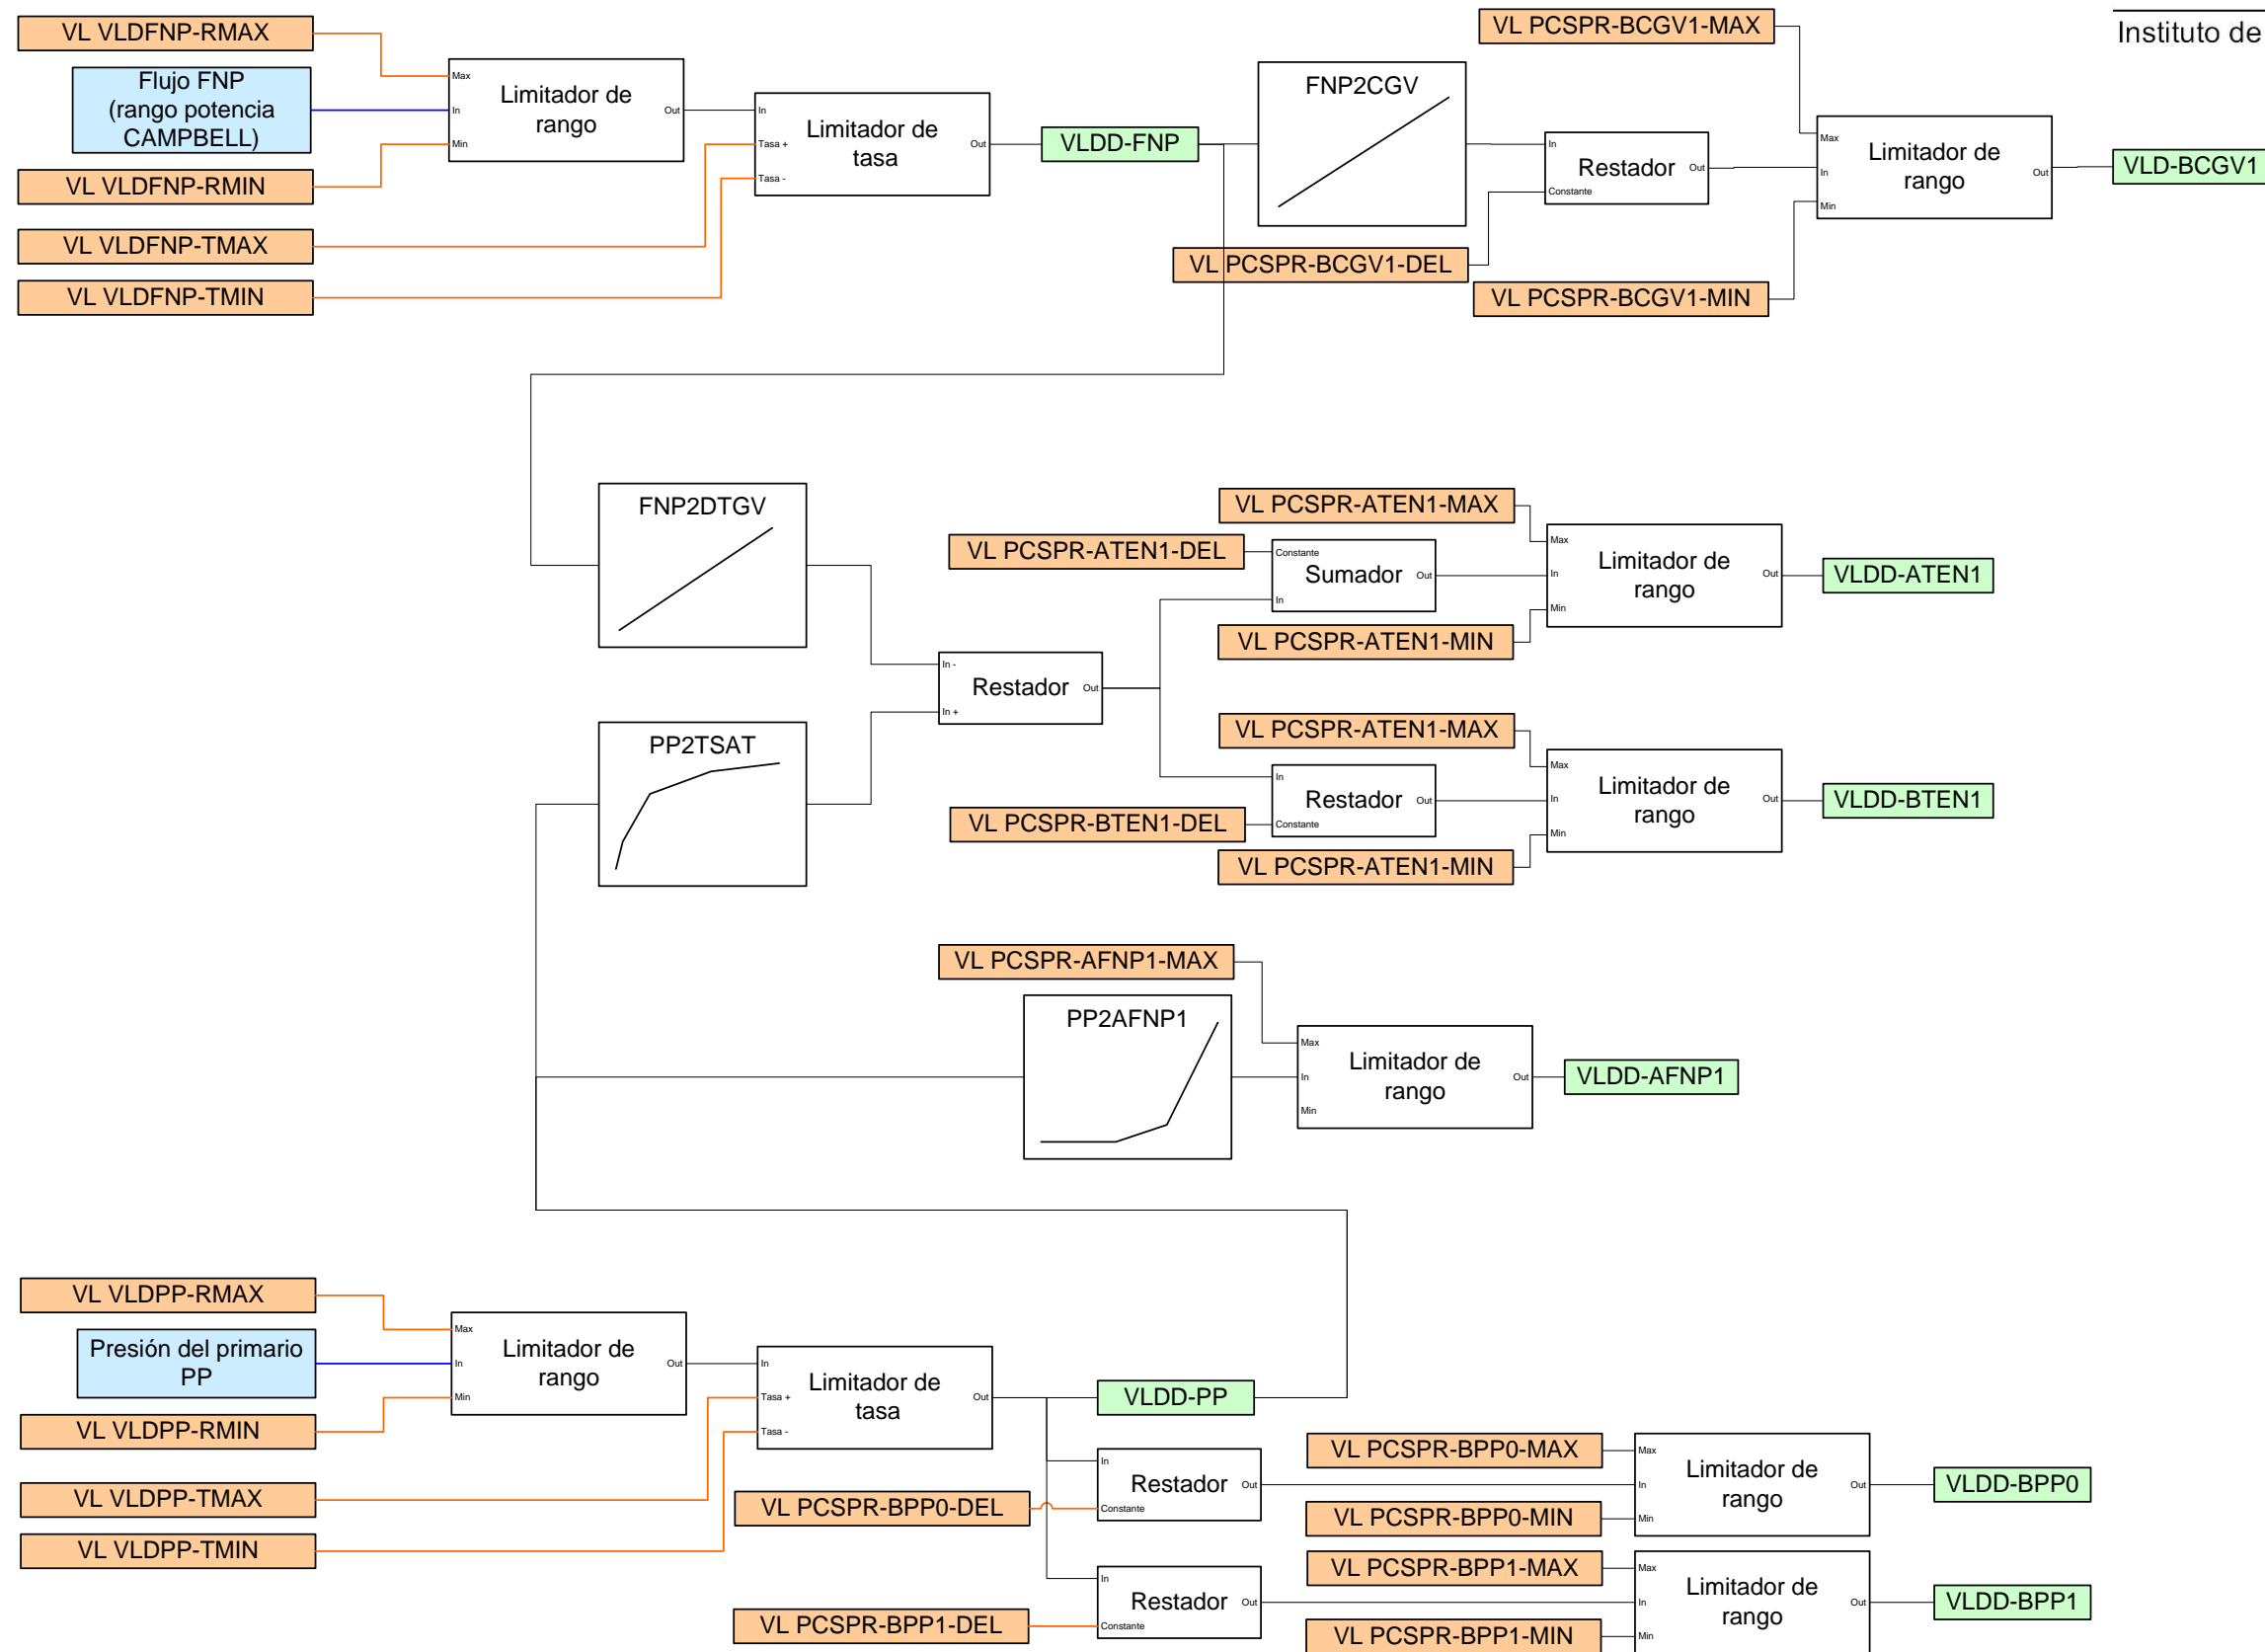 VL VLDFNP-RMAX
Flujo FNP
(rango potencia
CAMPBELL)
VL VLDFNP-RMIN
VL VLDFNP-TMAX
VL VLDFNP-TMIN
Max
In
Min
Limitador de
rango
Out
In
Tasa +
Tasa -
Limitador de
tasa
Out
VLDD-FNP
FNP2CGV
VL PCSPR-BCGV1-MAX
VL PCSPR-BCGV1-DEL
VL PCSPR-BCGV1-MIN
In
Constante
Restador
Out
Max
In
Min
Limitador de
rango
Out
VLD-BCGV1
Instituto de
FNP2DTGV
PP2TSAT
In -
In +
Restador
Out
VL PCSPR-ATEN1-MAX
VL PCSPR-ATEN1-DEL
Constante
In
Sumador
Out
VL PCSPR-ATEN1-MIN
Max
In
Min
Limitador de
rango
Out
VLDD-ATEN1
VL PCSPR-ATEN1-MAX
In
Constante
Restador
Out
VL PCSPR-BTEN1-DEL
VL PCSPR-ATEN1-MIN
Max
In
Min
Limitador de
rango
Out
VLDD-BTEN1
VL PCSPR-AFNP1-MAX
PP2AFNP1
Max
In
Min
Limitador de
rango
Out
VLDD-AFNP1
VL VLDPP-RMAX
Presión del primario
PP
VL VLDPP-RMIN
VL VLDPP-TMAX
VL VLDPP-TMIN
Max
In
Min
Limitador de
rango
Out
In
Tasa +
Tasa -
Limitador de
tasa
Out
VLDD-PP
VL PCSPR-BPP0-DEL
In
Constante
Restador
Out
VL PCSPR-BPP0-MAX
VL PCSPR-BPP0-MIN
Max
In
Min
Limitador de
rango
Out
VLDD-BPP0
VL PCSPR-BPP1-DEL
In
Constante
Restador
Out
VL PCSPR-BPP1-MAX
VL PCSPR-BPP1-MIN
Max
In
Min
Limitador de
rango
Out
VLDD-BPP1